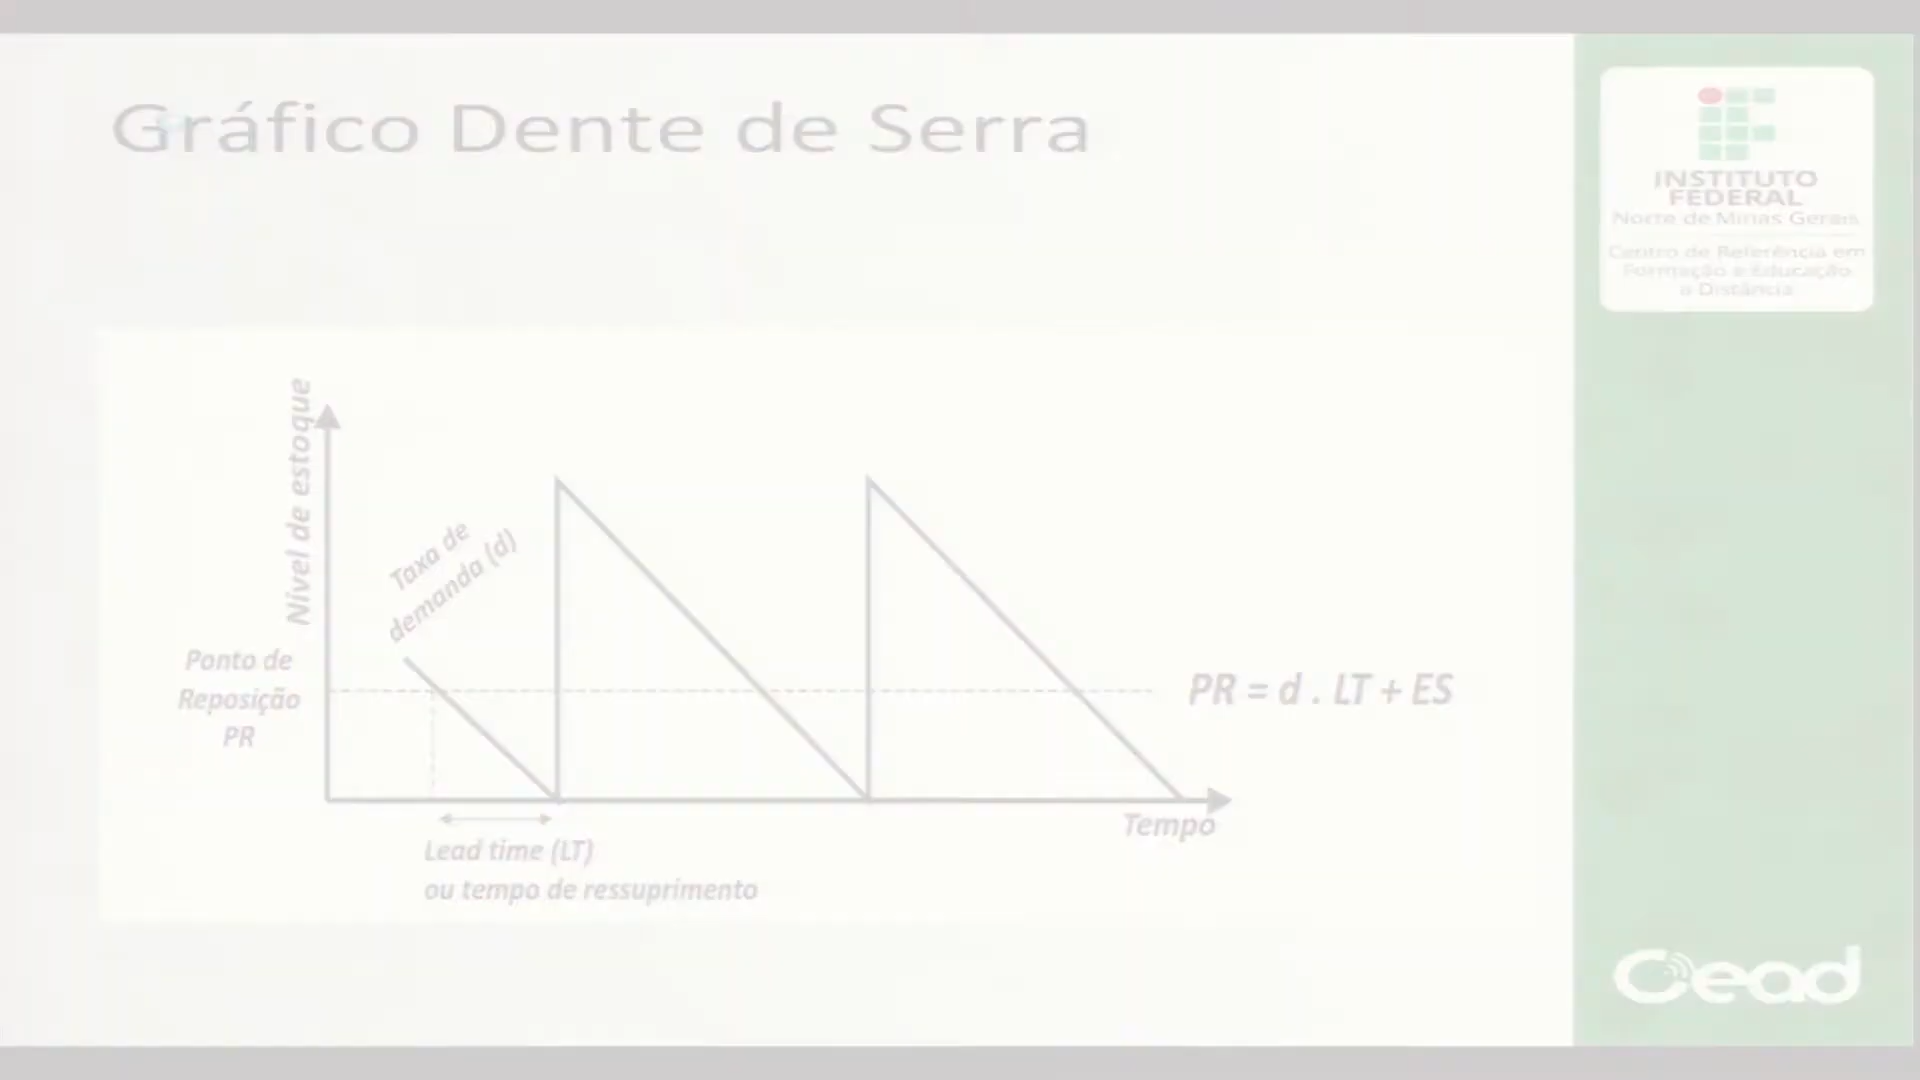 Gráfico Dente de Serra
INSTITUTO
FEDERAL
Norte de Minas Gerais
Centro de Referência em
Formação e Educação
a Distância
Nível de estoque
Taxa de
demanda (d)
Ponto de
Reposição
PR
PR = d . LT + ES
Tempo
Lead time (LT)
ou tempo de ressuprimento
Cead